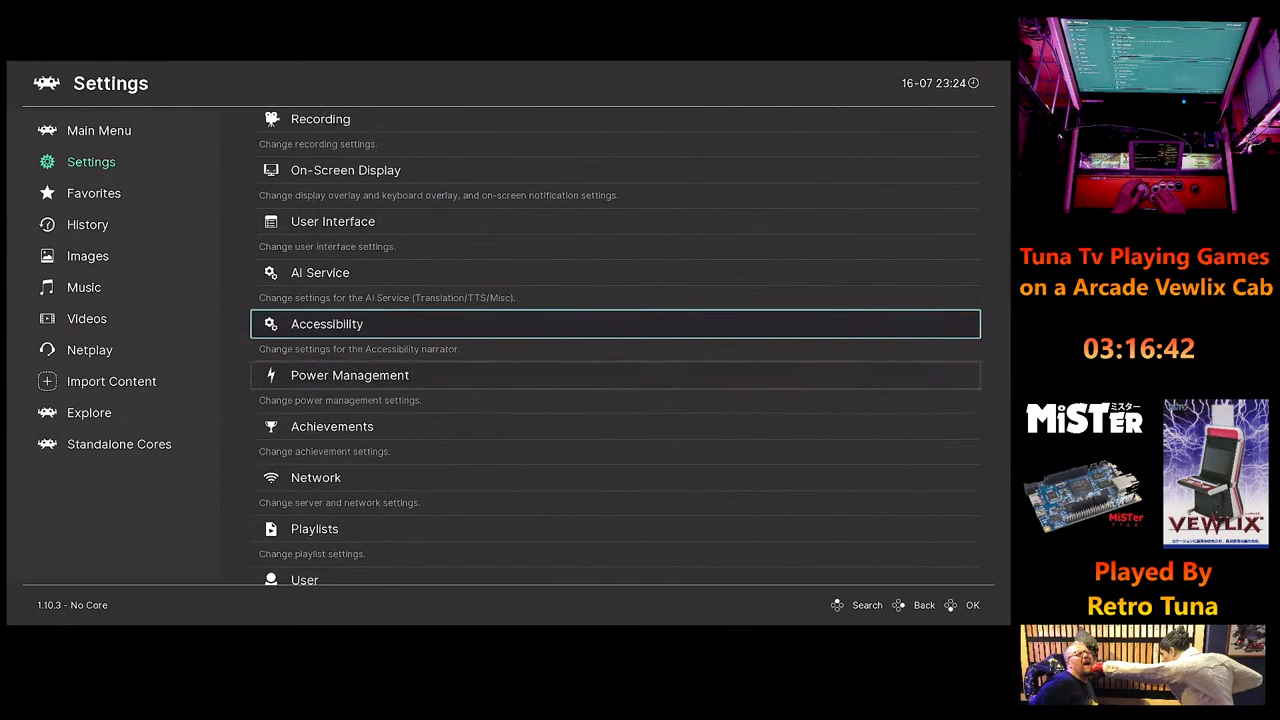 Settings
16-07 23:24
Main Menu
Settings
Favorites
History
Images
Music
Videos
Netplay
Import Content
Explore
Standalone Cores
Recording
Change recording settings.
On-Screen Display
Change display overlay and keyboard overlay, and on-screen notification settings.
User Interface
Change user interface settings.
AI Service
Change settings for the AI Service (Translation/TTS/Misc).
Accessibility
Change settings for the Accessibility narrator.
Power Management
Change power management settings.
Achievements
Change achievement settings.
Network
Change server and network settings.
Playlists
Change playlist settings.
User
1.10.3 - No Core
Search
Back
OK
Tuna Tv Playing Games
on a Arcade Vewlix Cab
03:16:42
MiSTer
ミスター
MiSTer
VEWLIX
Played By
Retro Tuna